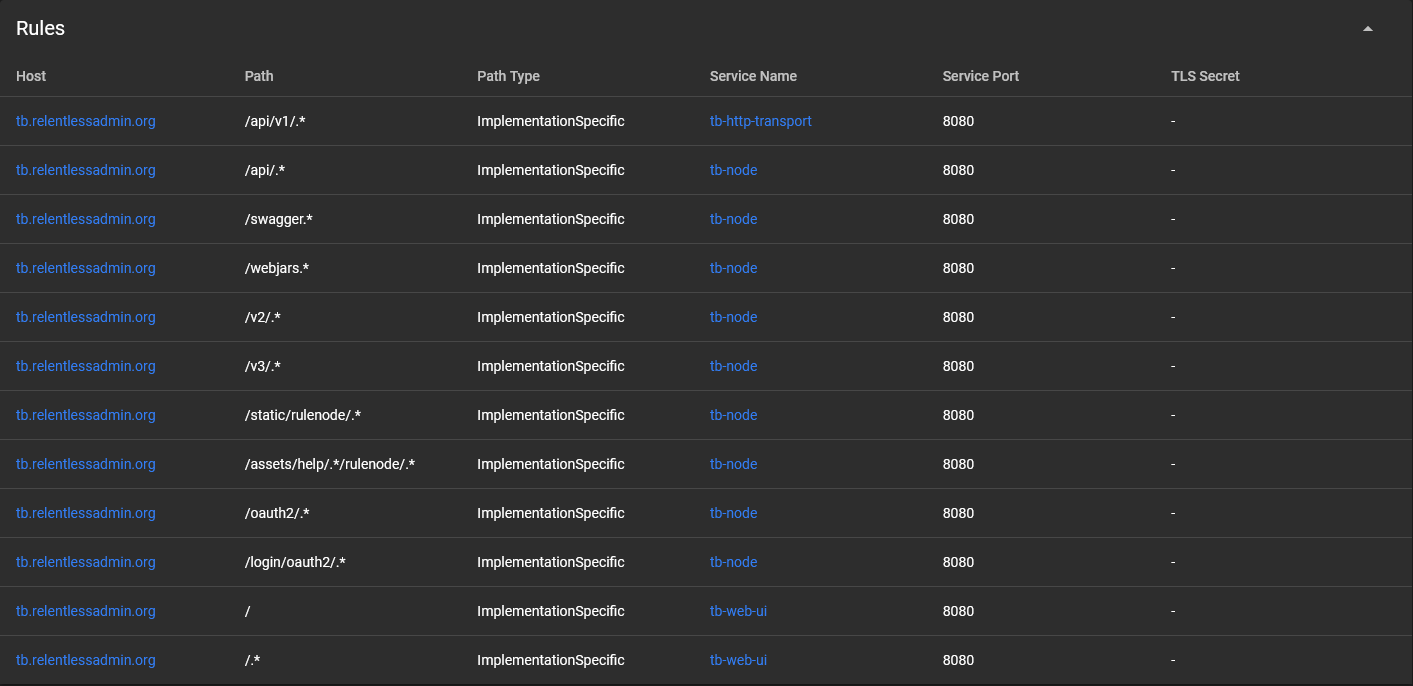 Rules
Host Path Path Type Service Name Service Port TLS Secret
tb.relentlessadmin.org /api/v1/.* ImplementationSpecific tb-http-transport 8080 -
tb.relentlessadmin.org /api/.* ImplementationSpecific tb-node 8080 -
tb.relentlessadmin.org /swagger.* ImplementationSpecific tb-node 8080 -
tb.relentlessadmin.org /webjars.* ImplementationSpecific tb-node 8080 -
tb.relentlessadmin.org /v2/.* ImplementationSpecific tb-node 8080 -
tb.relentlessadmin.org /v3/.* ImplementationSpecific tb-node 8080 -
tb.relentlessadmin.org /static/rulenode/.* ImplementationSpecific tb-node 8080 -
tb.relentlessadmin.org /assets/help/.*/rulenode/.* ImplementationSpecific tb-node 8080 -
tb.relentlessadmin.org /oauth2/.* ImplementationSpecific tb-node 8080 -
tb.relentlessadmin.org /login/oauth2/.* ImplementationSpecific tb-node 8080 -
tb.relentlessadmin.org / ImplementationSpecific tb-web-ui 8080 -
tb.relentlessadmin.org /.* ImplementationSpecific tb-web-ui 8080 -